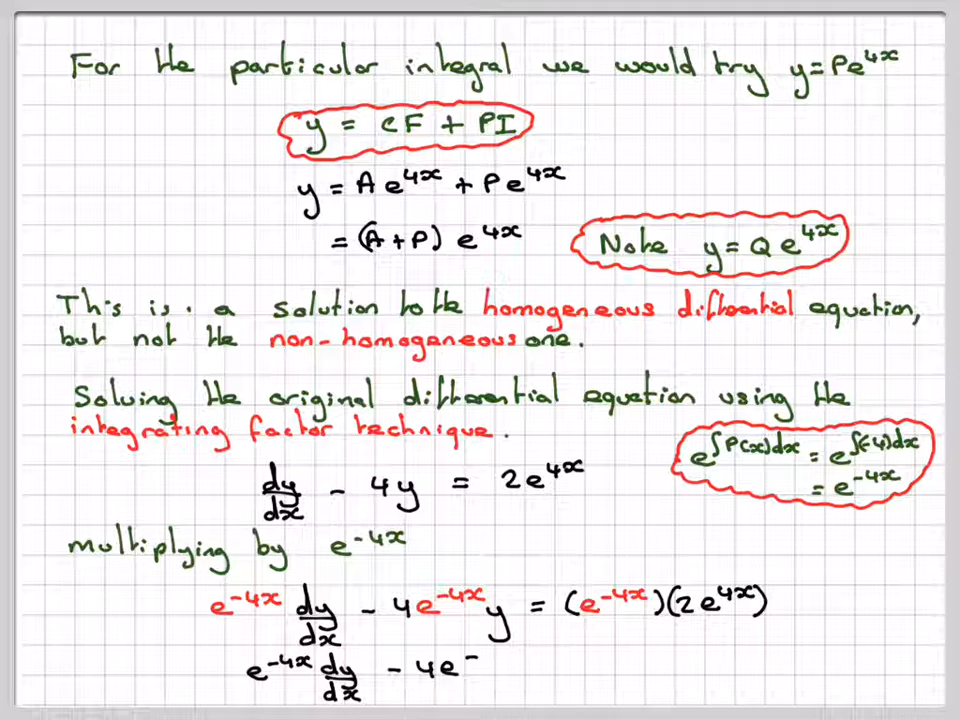 For the particular integral we would try y=Pe^4x
y = CF + PI
y = Ae^4x + Pe^4x
= (A+P) e^4x
Note y=Qe^4x
This is . a solution to the homogeneous differential equation,
but not the non-homogeneous one.
Solving the original differential equation using the
integrating factor technique.
e^∫P(x)dx = e^∫(-4)dx
= e^-4x
dy/dx - 4y = 2e^4x
multiplying by e^-4x
e^-4x dy/dx - 4e^-4x y = (e^-4x)(2e^4x)
e^-4x dy/dx - 4e^-